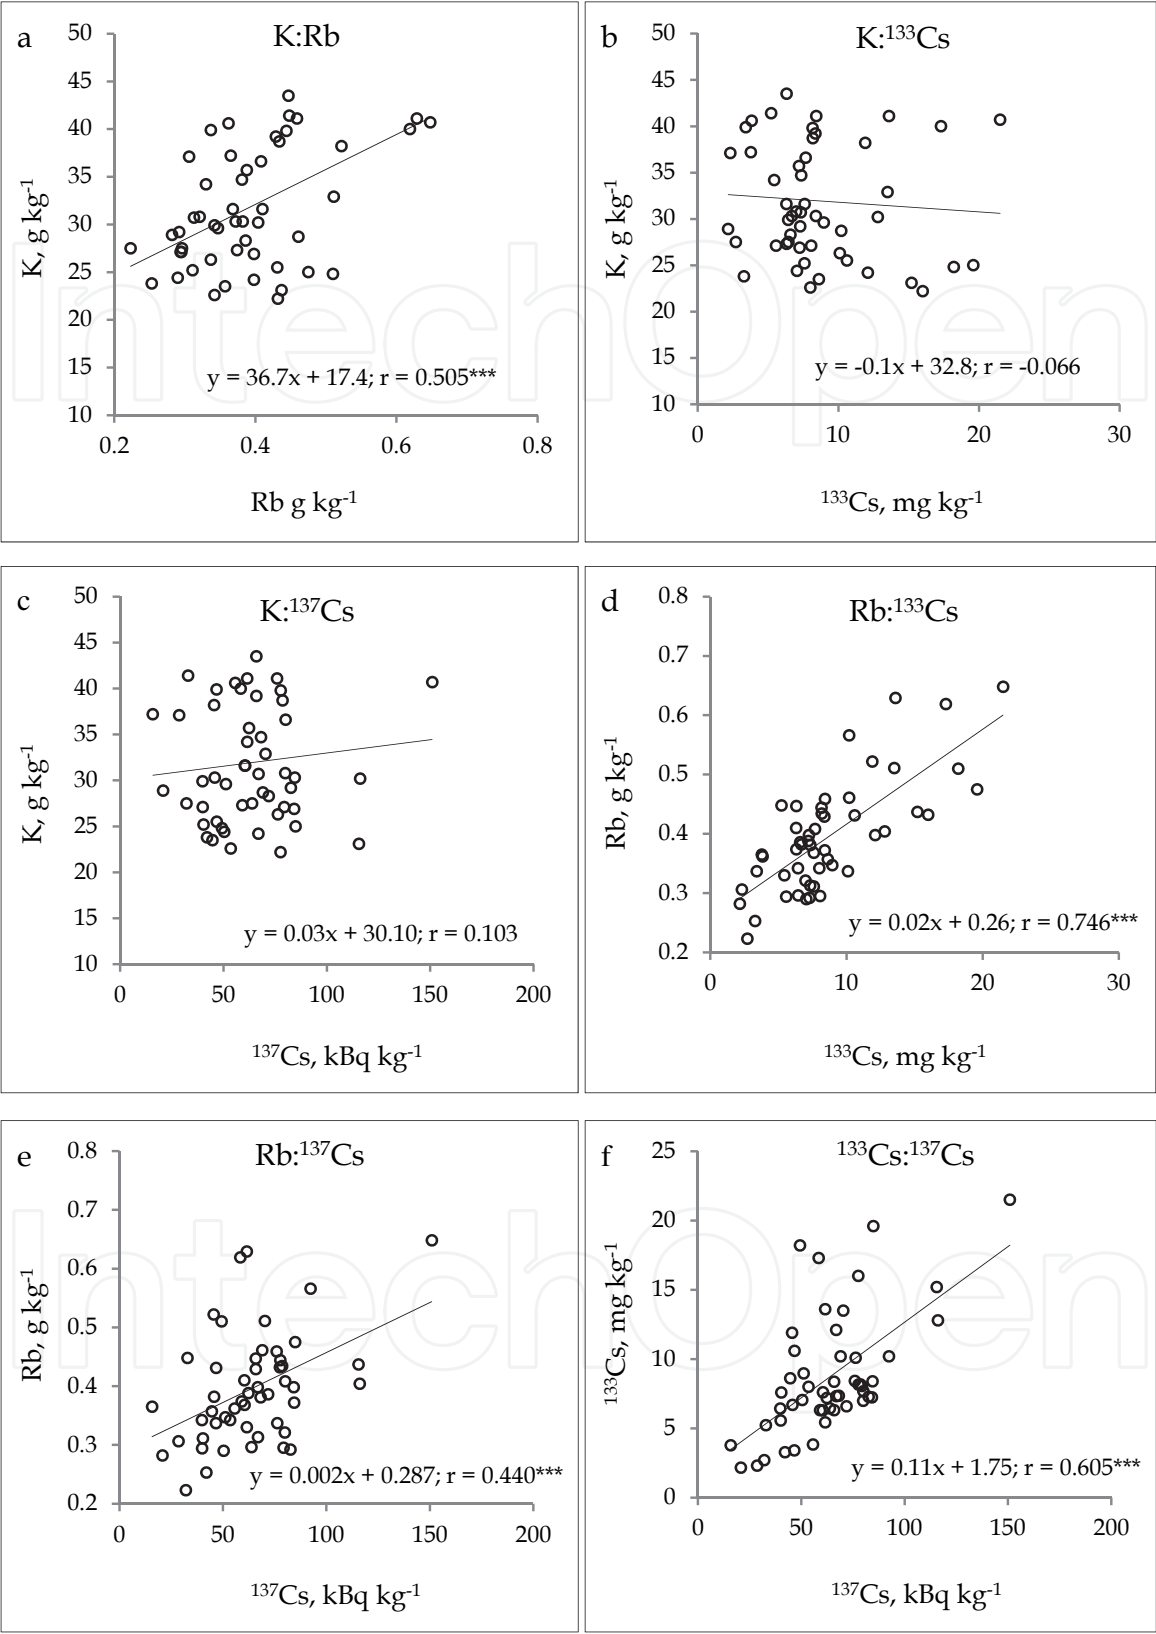 a
K:Rb
50
45
40
35
30
25
20
15
10
K, g kg-1
y = 36.7x + 17.4; r = 0.505***
0.2 0.4 0.6 0.8
Rb g kg-1
b
K:133Cs
50
45
40
35
30
25
20
15
10
K, g kg-1
y = -0.1x + 32.8; r = -0.066
0 10 20 30
133Cs, mg kg-1
c
K:137Cs
50
45
40
35
30
25
20
15
10
K, g kg-1
y = 0.03x + 30.10; r = 0.103
0 50 100 150 200
137Cs, kBq kg-1
d
Rb:133Cs
0.8
0.7
0.6
0.5
0.4
0.3
0.2
Rb, g kg-1
y = 0.02x + 0.26; r = 0.746***
0 10 20 30
133Cs, mg kg-1
e
Rb:137Cs
0.8
0.7
0.6
0.5
0.4
0.3
0.2
Rb, g kg-1
y = 0.002x + 0.287; r = 0.440***
0 50 100 150 200
137Cs, kBq kg-1
f
133Cs:137Cs
25
20
15
10
5
0
133Cs, mg kg-1
y = 0.11x + 1.75; r = 0.605***
0 50 100 150 200
137Cs, kBq kg-1
IntechOpen
IntechOpen